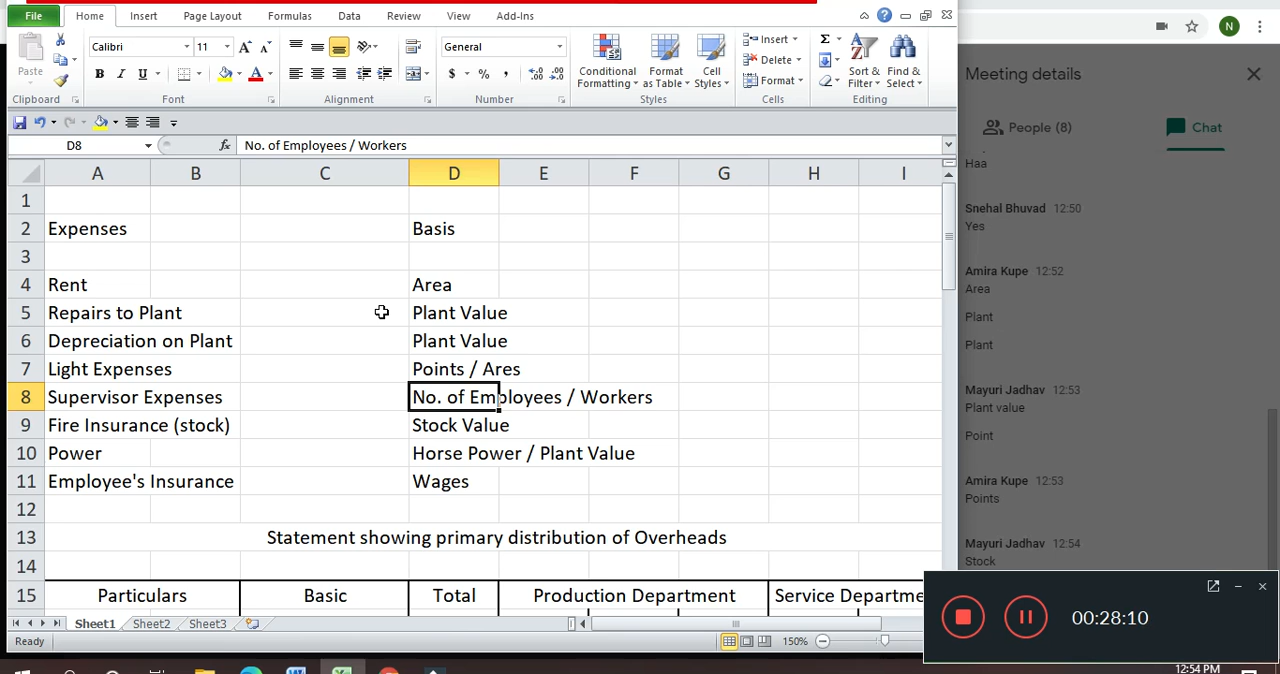 File Home Insert Page Layout Formulas Data Review View Add-Ins
Calibri 11 General Insert Σ
Paste B I U $ % , Conditional Formatting Format as Table Cell Styles Delete Sort & Filter Find & Select
Format
Clipboard Font Alignment Number Styles Cells Editing
D8 fx No. of Employees / Workers
A B C D E F G H I
1
2 Expenses Basis
3
4 Rent Area
5 Repairs to Plant Plant Value
6 Depreciation on Plant Plant Value
7 Light Expenses Points / Ares
8 Supervisor Expenses No. of Employees / Workers
9 Fire Insurance (stock) Stock Value
10 Power Horse Power / Plant Value
11 Employee's Insurance Wages
12
13 Statement showing primary distribution of Overheads
14
15 Particulars Basic Total Production Department Service Departme
Sheet1 Sheet2 Sheet3
Ready 150%
N
Meeting details
People (8) Chat
Haa
Snehal Bhuvad 12:50
Yes
Amira Kupe 12:52
Area
Plant
Plant
Mayuri Jadhav 12:53
Plant value
Point
Amira Kupe 12:53
Points
Mayuri Jadhav 12:54
Stock
00:28:10
12:54 PM